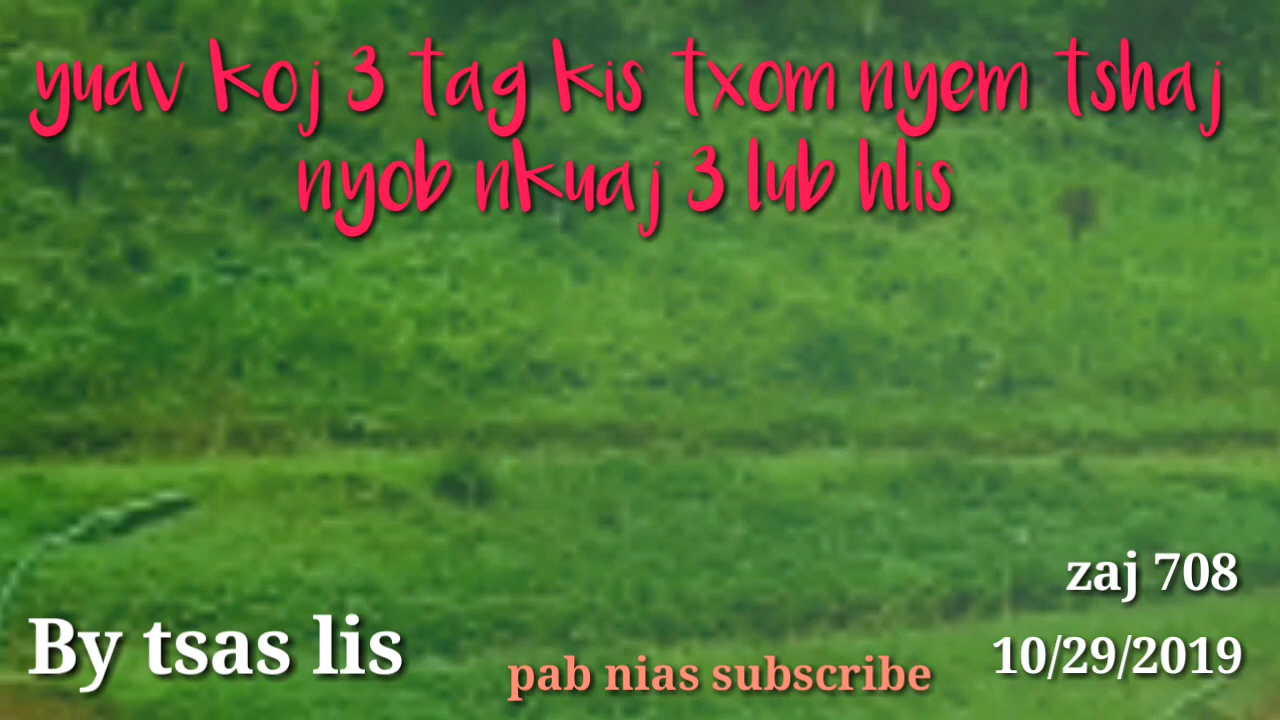 yuav koj 3 tag kis txom nyem tshaj
nyob nkuaj 3 lub hlis
zaj 708
By tsas lis
pab nias subscribe
10/29/2019